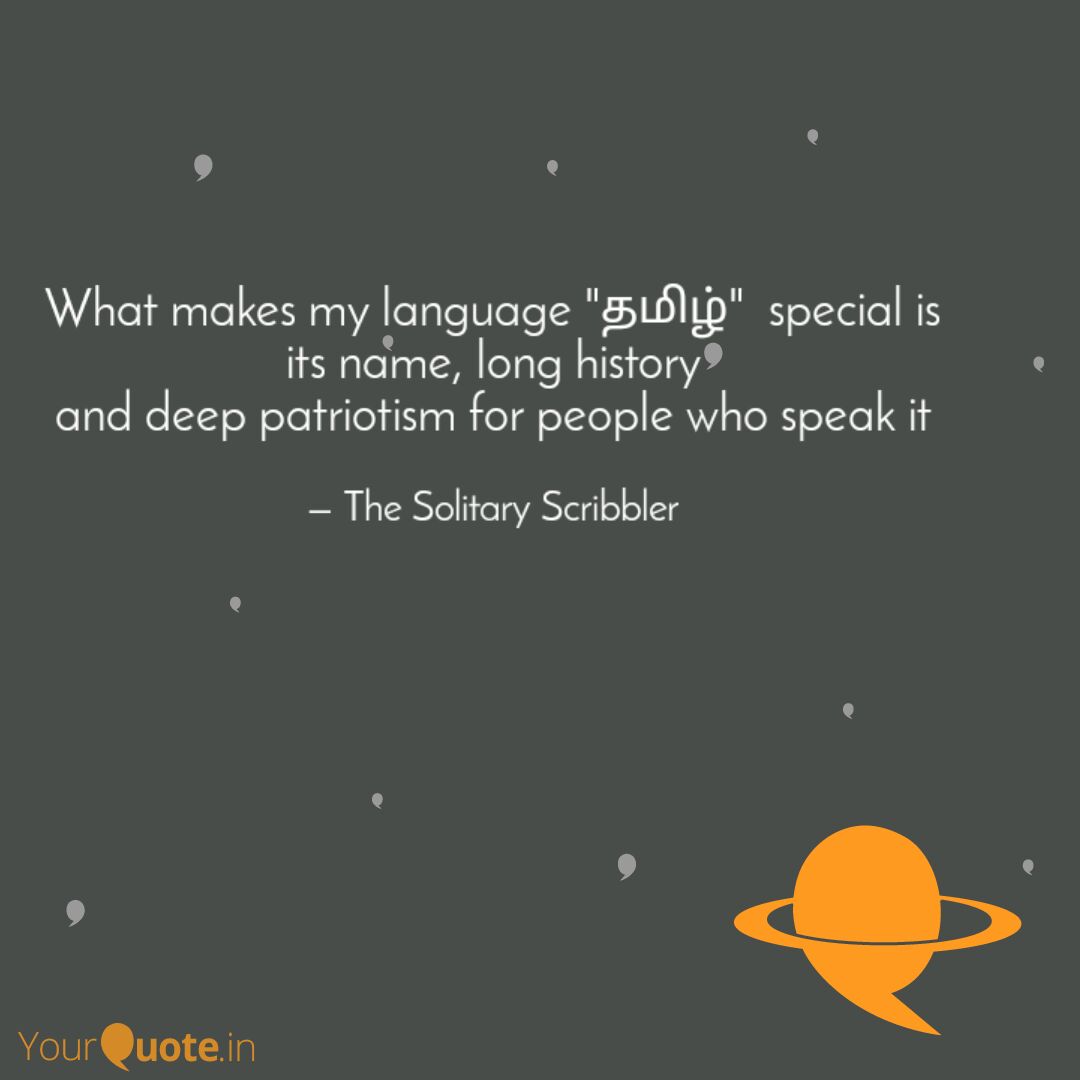 What makes my language "தமிழ்"  special is
its name, long history
and deep patriotism for people who speak it
– The Solitary Scribbler
YourQuote.in